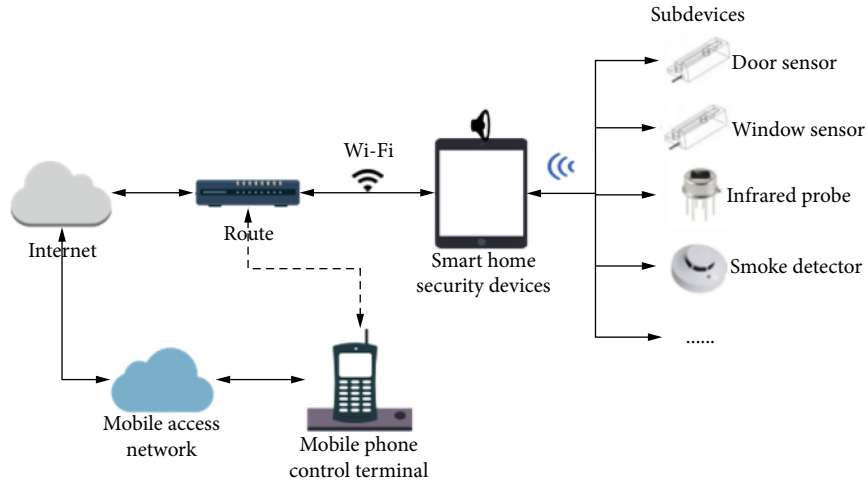 Subdevices
Door sensor
Window sensor
Wi-Fi
Infrared probe
Internet
Route
Smart home
security devices
Smoke detector
......
Mobile access
network
Mobile phone
control terminal